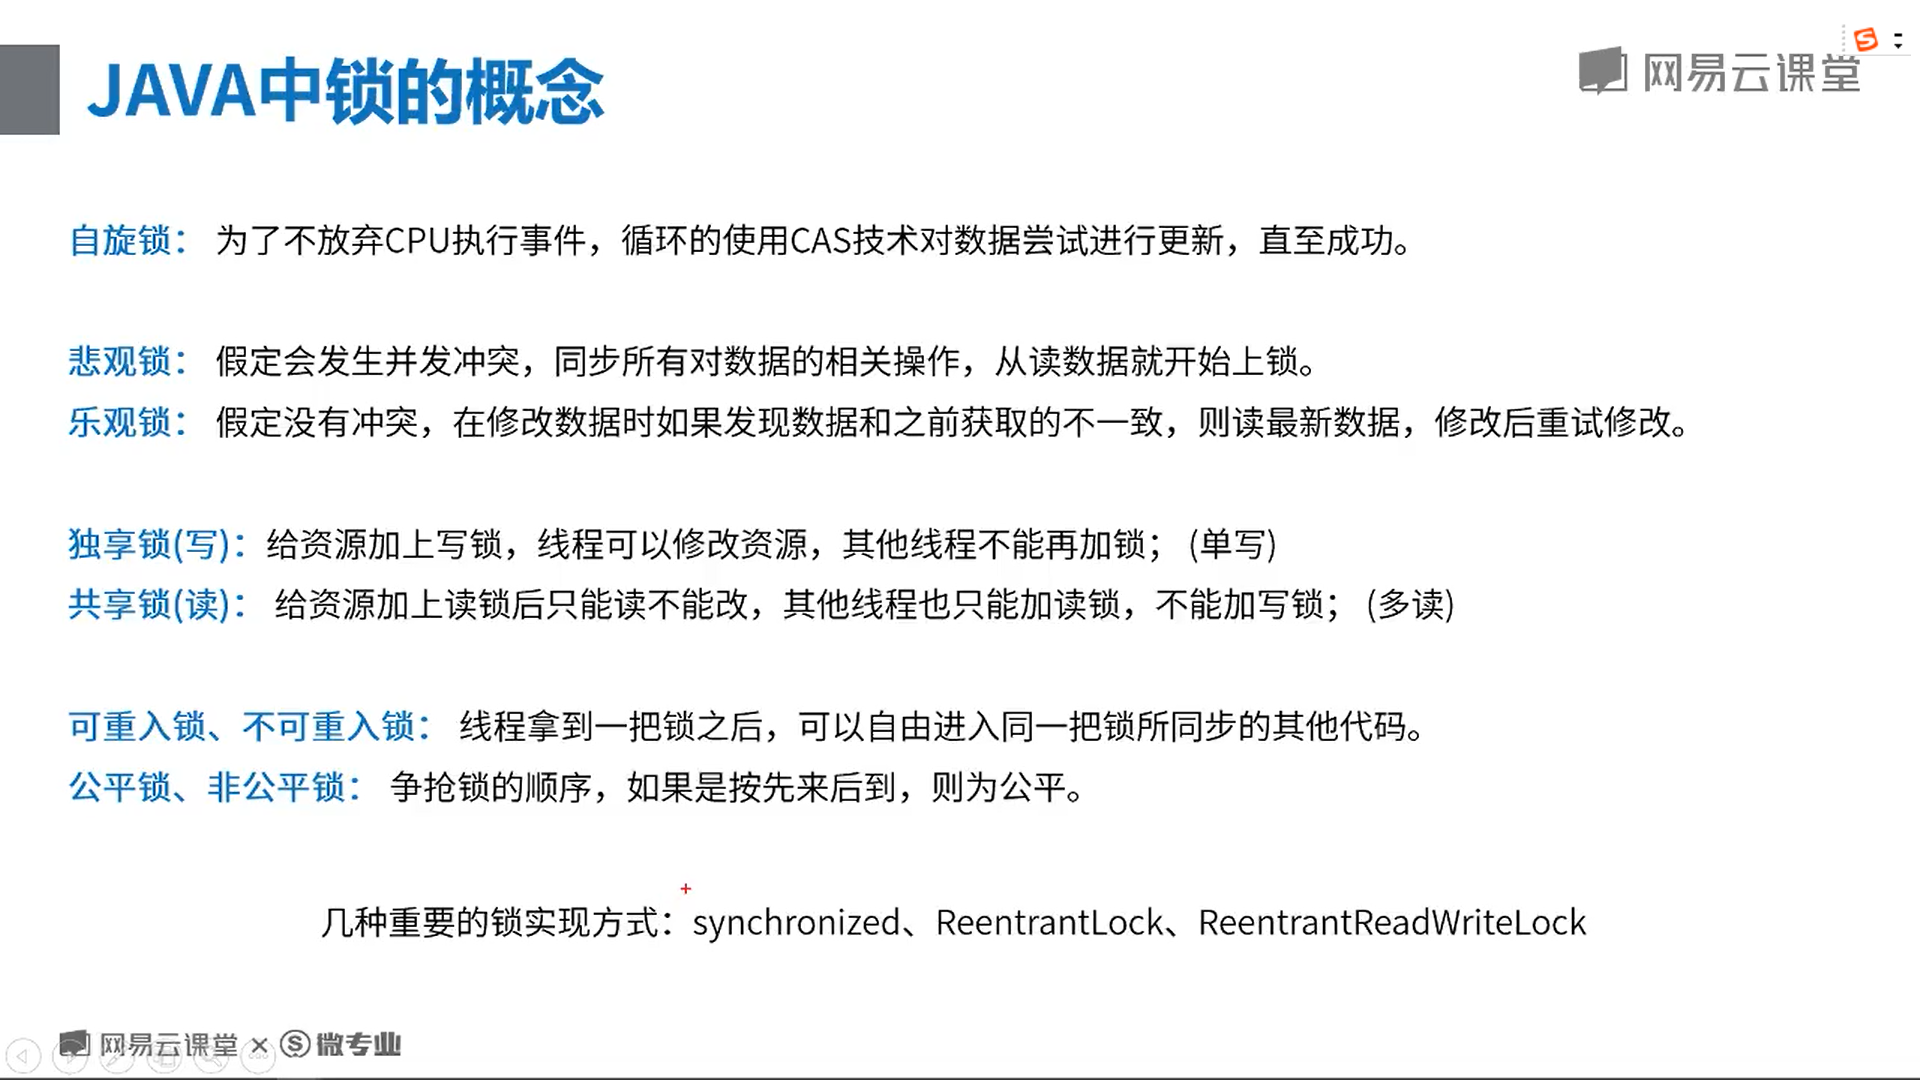 JAVA中锁的概念
网易云课堂
自旋锁： 为了不放弃CPU执行事件，循环的使用CAS技术对数据尝试进行更新，直至成功。
悲观锁： 假定会发生并发冲突，同步所有对数据的相关操作，从读数据就开始上锁。
乐观锁： 假定没有冲突，在修改数据时如果发现数据和之前获取的不一致，则读最新数据，修改后重试修改。
独享锁(写)：给资源加上写锁，线程可以修改资源，其他线程不能再加锁； (单写)
共享锁(读)： 给资源加上读锁后只能读不能改，其他线程也只能加读锁，不能加写锁； (多读)
可重入锁、不可重入锁： 线程拿到一把锁之后，可以自由进入同一把锁所同步的其他代码。
公平锁、非公平锁： 争抢锁的顺序，如果是按先来后到，则为公平。
几种重要的锁实现方式：synchronized、ReentrantLock、ReentrantReadWriteLock
网易云课堂 × S 微专业